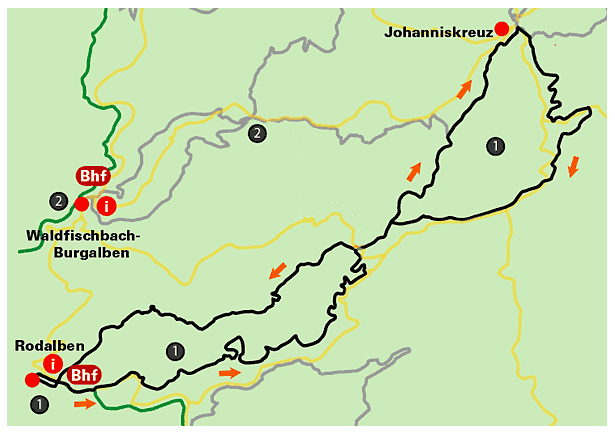 Johanniskreuz
2
1
Bhf
2
i
Waldfischbach-
Burgalben
Rodalben
1
i
Bhf
1